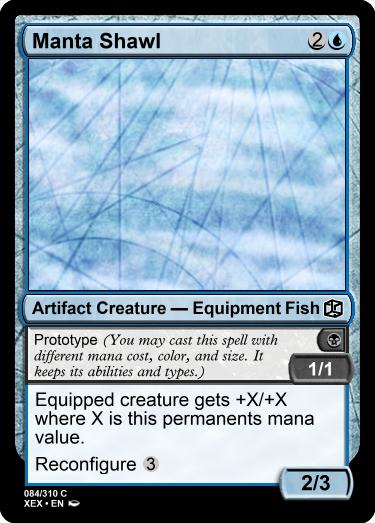 Manta Shawl 2
Artifact Creature — Equipment Fish
Prototype (You may cast this spell with
different mana cost, color, and size. It
keeps its abilities and types.)
1/1
Equipped creature gets +X/+X
where X is this permanents mana
value.
Reconfigure 3
2/3
084/310 C
XEX • EN